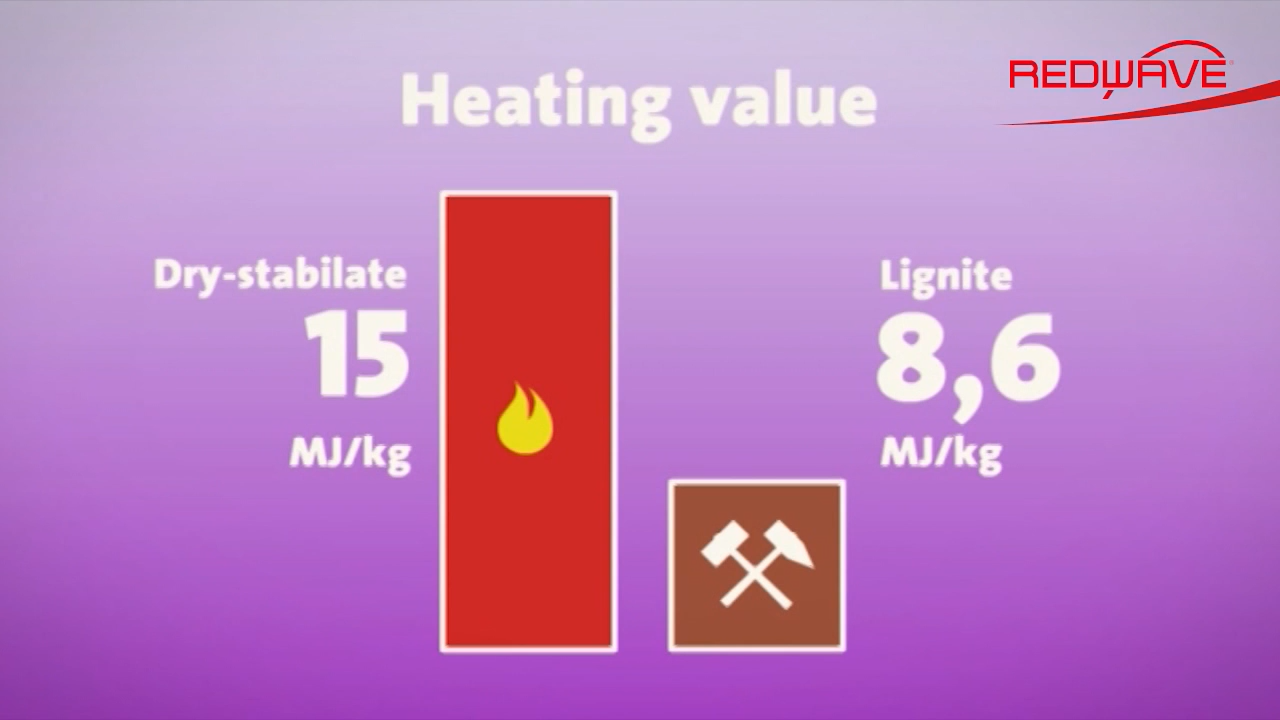 REDWAVE
Heating value
Dry-stabilate
15
MJ/kg
Lignite
8,6
MJ/kg